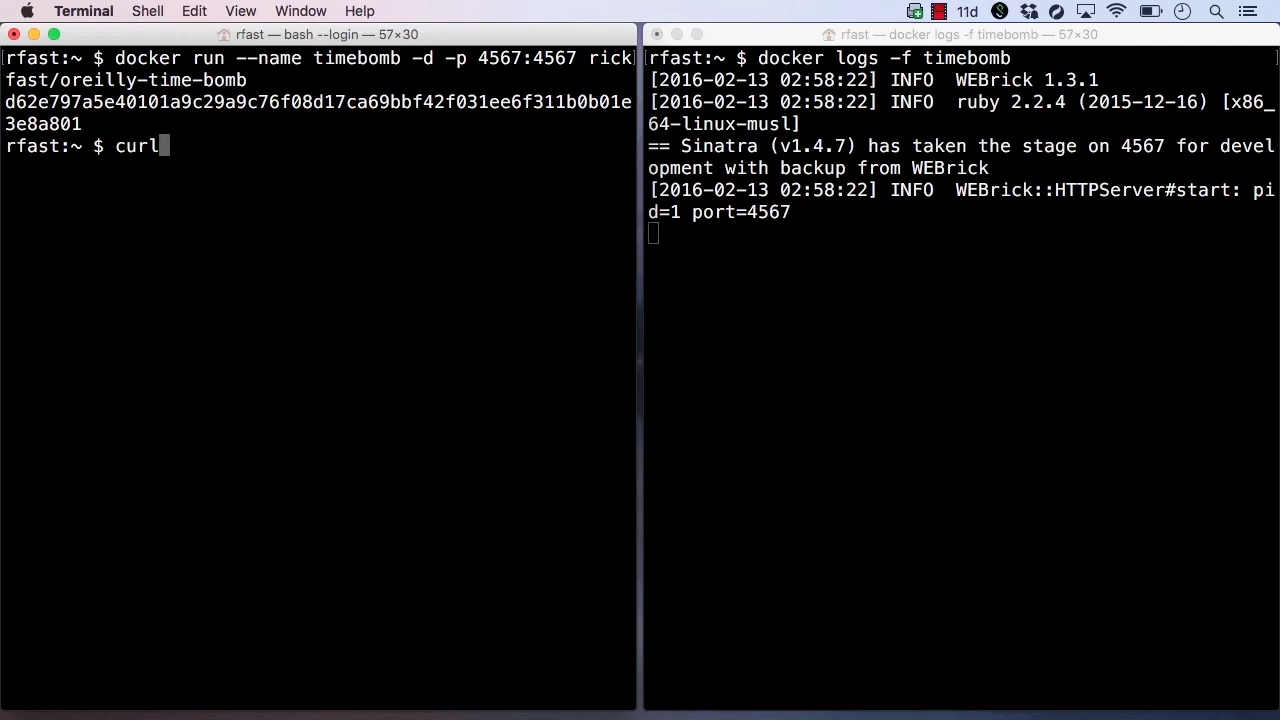 Terminal Shell Edit View Window Help 11d
rfast — bash --login — 57×30
rfast:~ $ docker run --name timebomb -d -p 4567:4567 rick
fast/oreilly-time-bomb
d62e797a5e40101a9c29a9c76f08d17ca69bbf42f031ee6f311b0b01e
3e8a801
rfast:~ $ curl
rfast — docker logs -f timebomb — 57×30
rfast:~ $ docker logs -f timebomb
[2016-02-13 02:58:22] INFO  WEBrick 1.3.1
[2016-02-13 02:58:22] INFO  ruby 2.2.4 (2015-12-16) [x86_
64-linux-musl]
== Sinatra (v1.4.7) has taken the stage on 4567 for devel
opment with backup from WEBrick
[2016-02-13 02:58:22] INFO  WEBrick::HTTPServer#start: pi
d=1 port=4567